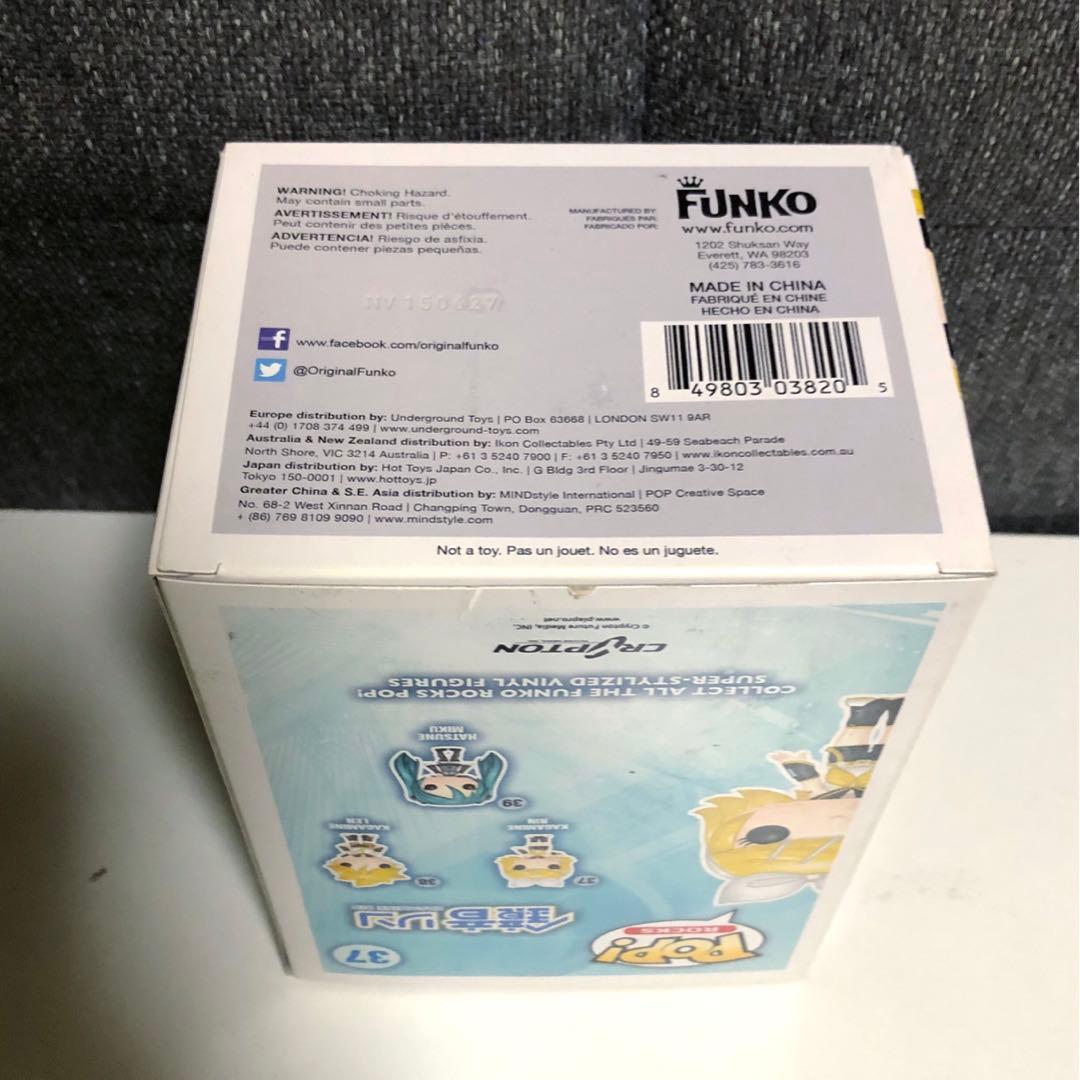 WARNING! Choking Hazard.
May contain small parts.
AVERTISSEMENT! Risque d'étouffement.
Peut contenir des petites pièces.
ADVERTENCIA! Riesgo de asfixia.
Puede contener piezas pequeñas.
MANUFACTURED BY
FABRIQUÉS PAR:
FABRICADO POR:
FUNKO
www.funko.com
1202 Shuksan Way
Everett, WA 98203
(425) 783-3616
MADE IN CHINA
FABRIQUÉ EN CHINE
HECHO EN CHINA
NV 150427
www.facebook.com/originalfunko
@OriginalFunko
8 49803 03820 5
Europe distribution by: Underground Toys | PO Box 63668 | LONDON SW11 9AR
+44 (0) 1708 374 499 | www.underground-toys.com
Australia & New Zealand distribution by: Ikon Collectables Pty Ltd | 49-59 Seabeach Parade
North Shore, VIC 3214 Australia | P: +61 3 5240 7900 | F: +61 3 5240 7950 | www.ikoncollectables.com.au
Japan distribution by: Hot Toys Japan Co., Inc. | G Bldg 3rd Floor | Jingumae 3-30-12
Tokyo 150-0001 | www.hottoys.jp
Greater China & S.E. Asia distribution by: MINDstyle International | POP Creative Space
No. 68-2 West Xinnan Road | Changping Town, Dongguan, PRC 523560
+ (86) 769 8109 9090 | www.mindstyle.com
Not a toy. Pas un jouet. No es un juguete.
POP!
ROCKS
37
鏡音リン
37
KAGAMINE
RIN
38
KAGAMINE
LEN
39
HATSUNE
MIKU
COLLECT ALL THE FUNKO ROCKS POP!
SUPER-STYLIZED VINYL FIGURES
CRYPTON
© Crypton Future Media, INC.
www.piapro.net